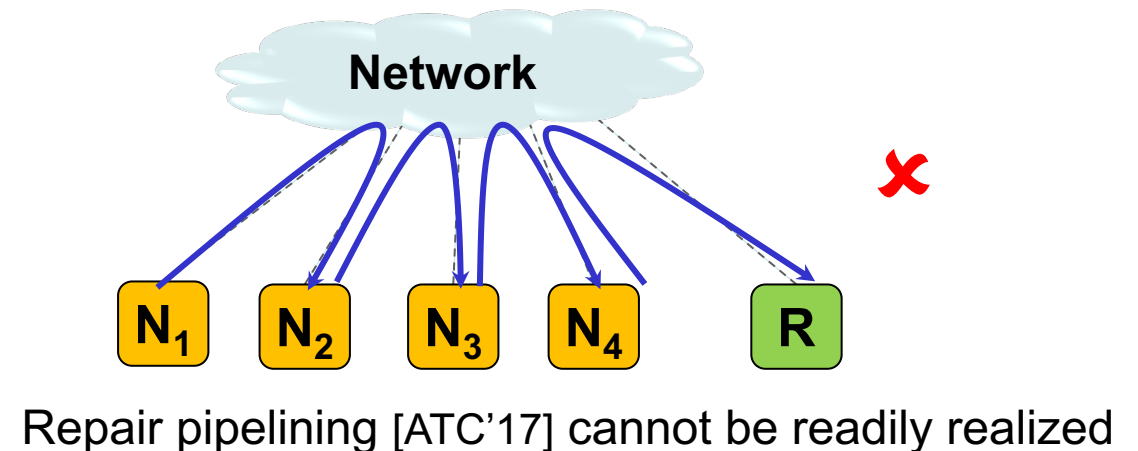 Network
N₁ N₂ N₃ N₄ R
Repair pipelining [ATC’17] cannot be readily realized